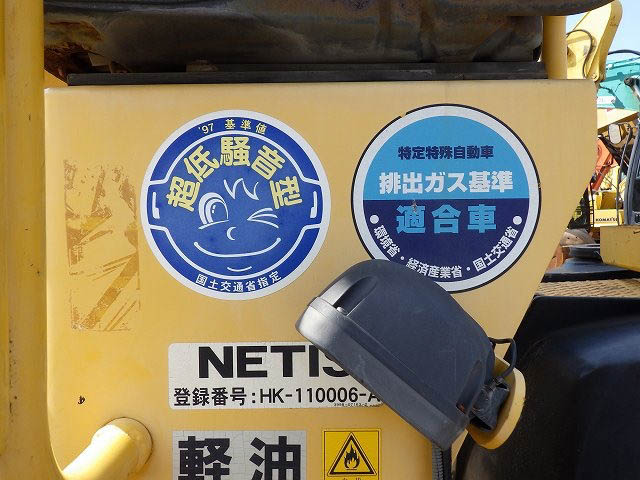 '97 基準値
超低騒音型
国土交通省指定
特定特殊自動車
排出ガス基準
適合車
•環境省・経済産業省・国土交通省•
NETIS
登録番号:HK-110006-A
軽油
KOMATSU